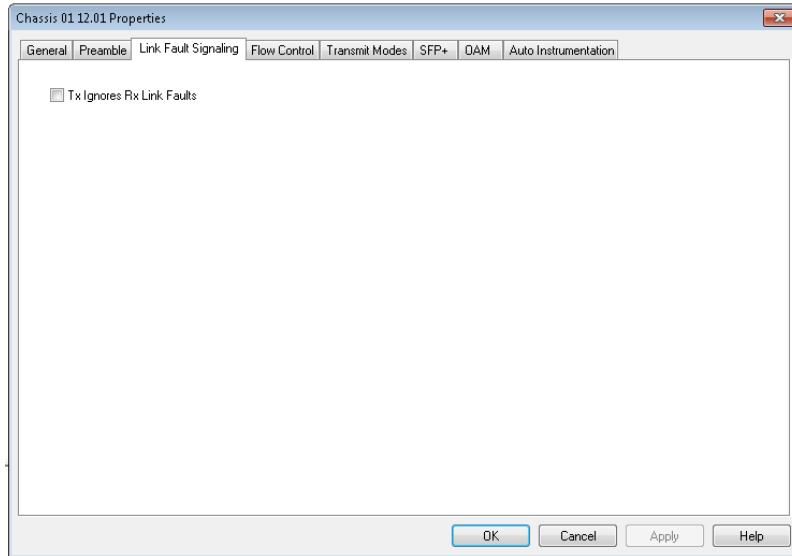 Chassis 01 12.01 Properties
General Preamble Link Fault Signaling Flow Control Transmit Modes SFP+ OAM Auto Instrumentation
Tx Ignores Rx Link Faults
OK Cancel Apply Help